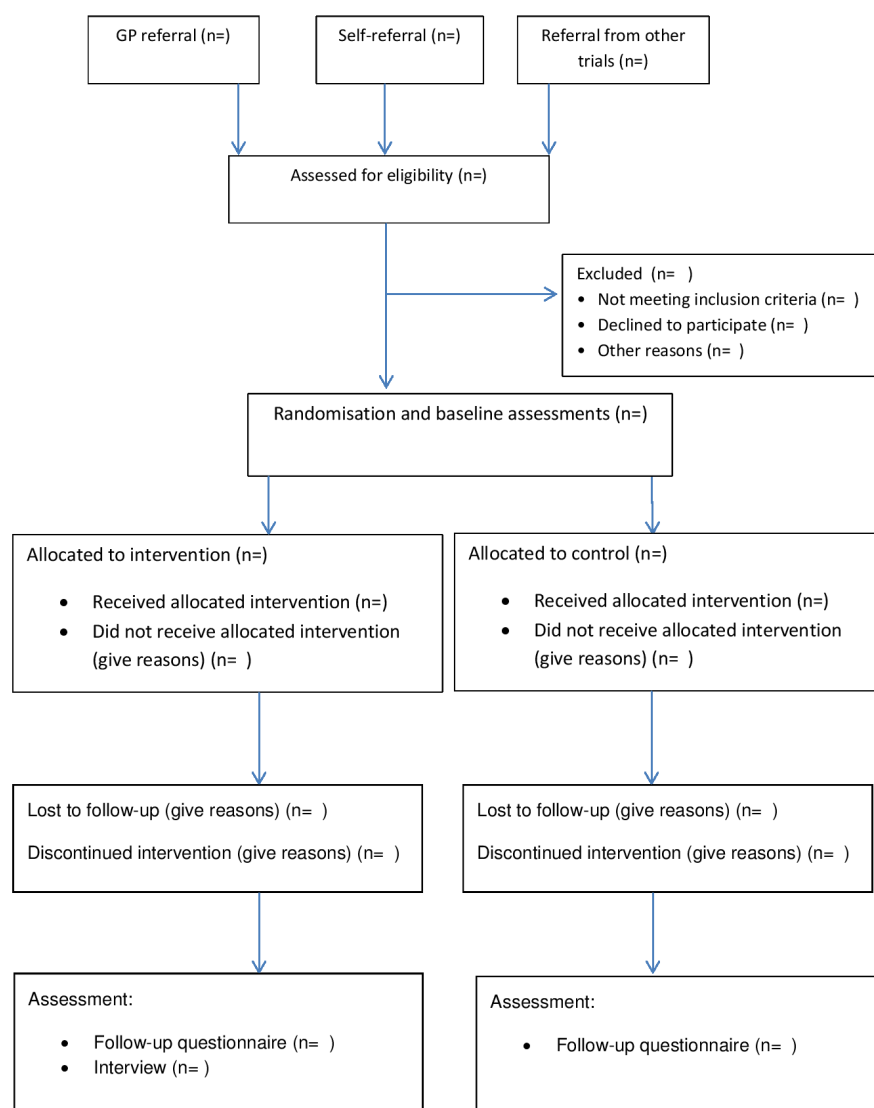 GP referral (n=)
Self-referral (n=)
Referral from other
trials (n=)
Assessed for eligibility (n=)
Excluded  (n=  )
• Not meeting inclusion criteria (n=  )
• Declined to participate (n=  )
• Other reasons (n=  )
Randomisation and baseline assessments (n=)
Allocated to intervention (n=)
• Received allocated intervention (n=)
• Did not receive allocated intervention
(give reasons) (n=  )
Allocated to control (n=)
• Received allocated intervention (n=)
• Did not receive allocated intervention
(give reasons) (n=  )
Lost to follow-up (give reasons) (n=  )
Discontinued intervention (give reasons) (n=  )
Lost to follow-up (give reasons) (n=  )
Discontinued intervention (give reasons) (n=  )
Assessment:
• Follow-up questionnaire (n=  )
• Interview (n= )
Assessment:
• Follow-up questionnaire (n=  )